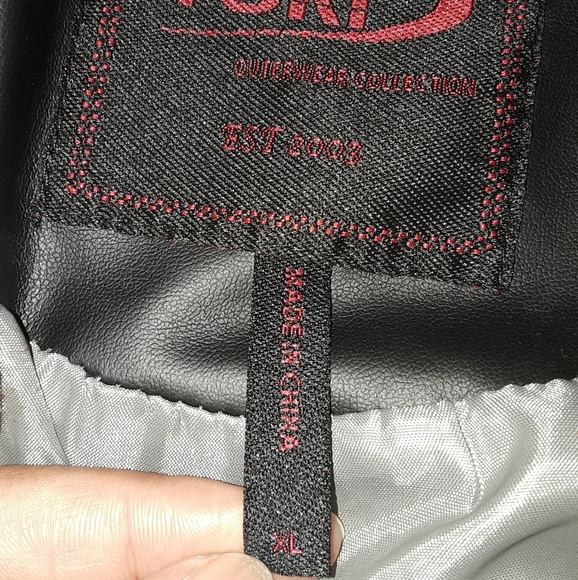 OUTERWEAR COLLECTION
EST 2003
MADE IN CHINA
XL